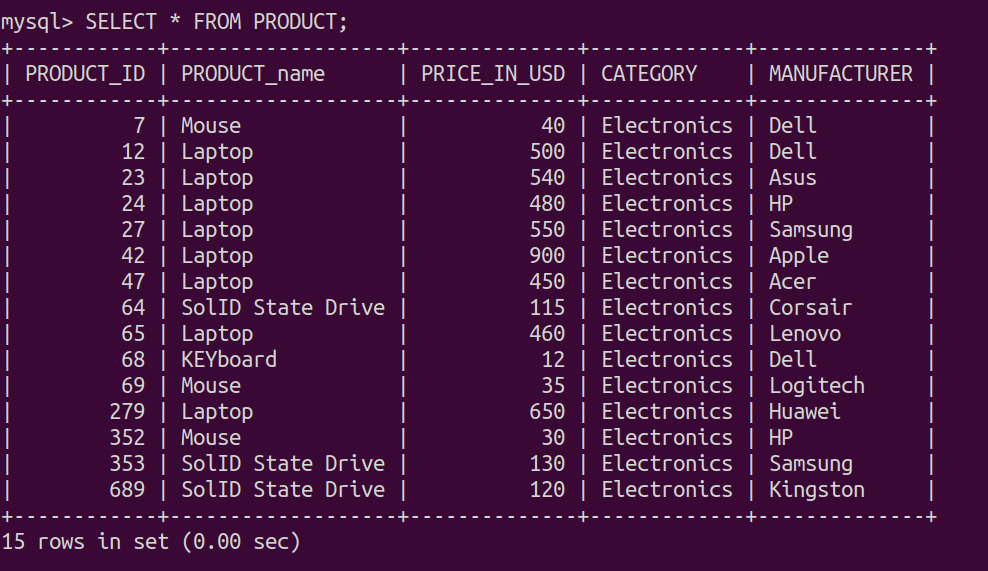 mysql> SELECT * FROM PRODUCT;
+------------+-------------------+--------------+-------------+--------------+
| PRODUCT_ID | PRODUCT_name      | PRICE_IN_USD | CATEGORY    | MANUFACTURER |
+------------+-------------------+--------------+-------------+--------------+
|          7 | Mouse             |           40 | Electronics | Dell         |
|         12 | Laptop            |          500 | Electronics | Dell         |
|         23 | Laptop            |          540 | Electronics | Asus         |
|         24 | Laptop            |          480 | Electronics | HP           |
|         27 | Laptop            |          550 | Electronics | Samsung      |
|         42 | Laptop            |          900 | Electronics | Apple        |
|         47 | Laptop            |          450 | Electronics | Acer         |
|         64 | SolID State Drive |          115 | Electronics | Corsair      |
|         65 | Laptop            |          460 | Electronics | Lenovo       |
|         68 | KEYboard          |           12 | Electronics | Dell         |
|         69 | Mouse             |           35 | Electronics | Logitech     |
|        279 | Laptop            |          650 | Electronics | Huawei       |
|        352 | Mouse             |           30 | Electronics | HP           |
|        353 | SolID State Drive |          130 | Electronics | Samsung      |
|        689 | SolID State Drive |          120 | Electronics | Kingston     |
+------------+-------------------+--------------+-------------+--------------+
15 rows in set (0.00 sec)